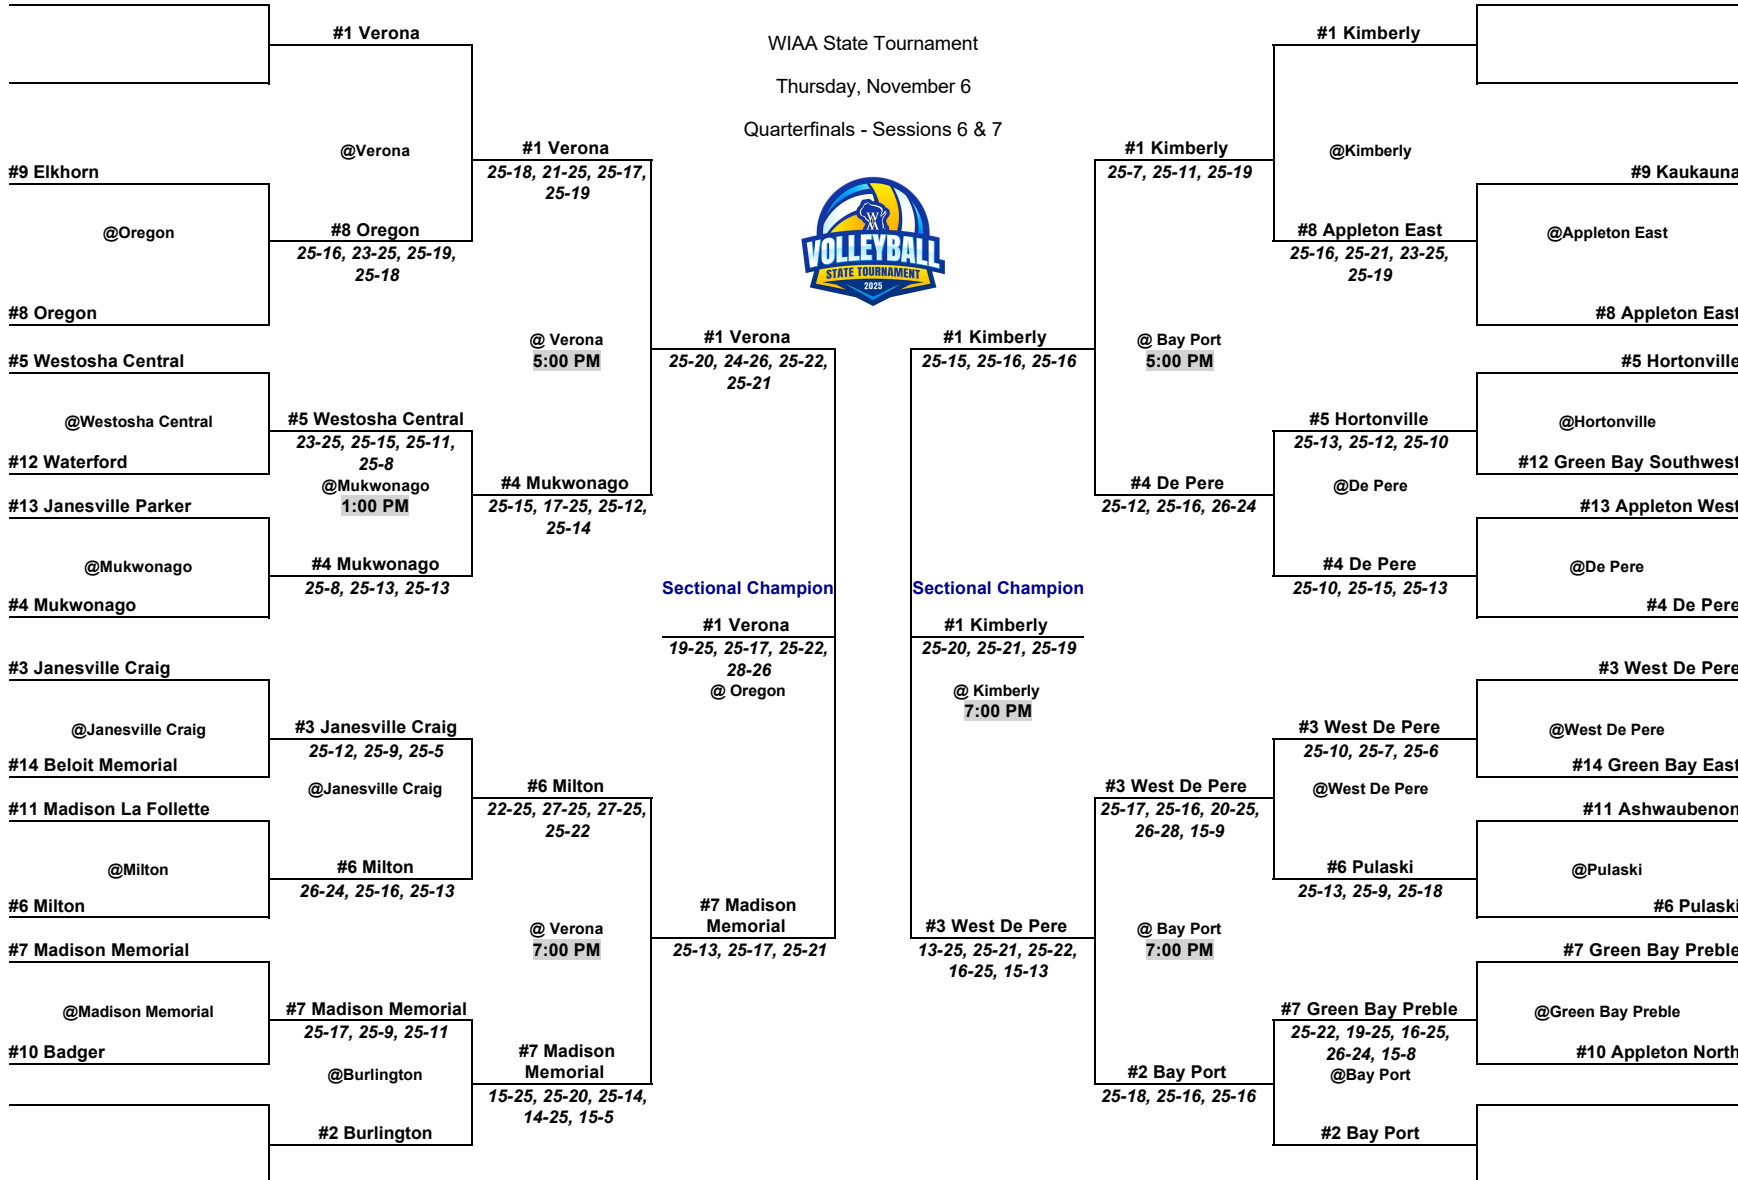 WIAA State Tournament
Thursday, November 6
Quarterfinals - Sessions 6 & 7
W
AA
VOLLEYBALL
STATE TOURNAMENT
2025
#9 Elkhorn
@Oregon
#8 Oregon
#5 Westosha Central
@Westosha Central
#12 Waterford
#13 Janesville Parker
@Mukwonago
#4 Mukwonago
#3 Janesville Craig
@Janesville Craig
#14 Beloit Memorial
#11 Madison La Follette
@Milton
#6 Milton
#7 Madison Memorial
@Madison Memorial
#10 Badger
#1 Verona
@Verona
#8 Oregon
25-16, 23-25, 25-19,
25-18
#5 Westosha Central
23-25, 25-15, 25-11,
25-8
@Mukwonago
1:00 PM
#4 Mukwonago
25-8, 25-13, 25-13
#3 Janesville Craig
25-12, 25-9, 25-5
@Janesville Craig
#6 Milton
26-24, 25-16, 25-13
#7 Madison Memorial
25-17, 25-9, 25-11
@Burlington
#2 Burlington
#1 Verona
25-18, 21-25, 25-17,
25-19
@ Verona
5:00 PM
#4 Mukwonago
25-15, 17-25, 25-12,
25-14
#6 Milton
22-25, 27-25, 27-25,
25-22
@ Verona
7:00 PM
#7 Madison
Memorial
15-25, 25-20, 25-14,
14-25, 15-5
#1 Verona
25-20, 24-26, 25-22,
25-21
Sectional Champion
#1 Verona
19-25, 25-17, 25-22,
28-26
@ Oregon
#7 Madison
Memorial
25-13, 25-17, 25-21
#1 Kimberly
25-15, 25-16, 25-16
Sectional Champion
#1 Kimberly
25-20, 25-21, 25-19
@ Kimberly
7:00 PM
#3 West De Pere
13-25, 25-21, 25-22,
16-25, 15-13
#1 Kimberly
25-7, 25-11, 25-19
@ Bay Port
5:00 PM
#4 De Pere
25-12, 25-16, 26-24
#3 West De Pere
25-17, 25-16, 20-25,
26-28, 15-9
@ Bay Port
7:00 PM
#2 Bay Port
25-18, 25-16, 25-16
#1 Kimberly
@Kimberly
#8 Appleton East
25-16, 25-21, 23-25,
25-19
#5 Hortonville
25-13, 25-12, 25-10
@De Pere
#4 De Pere
25-10, 25-15, 25-13
#3 West De Pere
25-10, 25-7, 25-6
@West De Pere
#6 Pulaski
25-13, 25-9, 25-18
#7 Green Bay Preble
25-22, 19-25, 16-25,
26-24, 15-8
@Bay Port
#2 Bay Port
#9 Kaukauna
@Appleton East
#8 Appleton East
#5 Hortonville
@Hortonville
#12 Green Bay Southwest
#13 Appleton West
@De Pere
#4 De Pere
#3 West De Pere
@West De Pere
#14 Green Bay East
#11 Ashwaubenon
@Pulaski
#6 Pulaski
#7 Green Bay Preble
@Green Bay Preble
#10 Appleton North